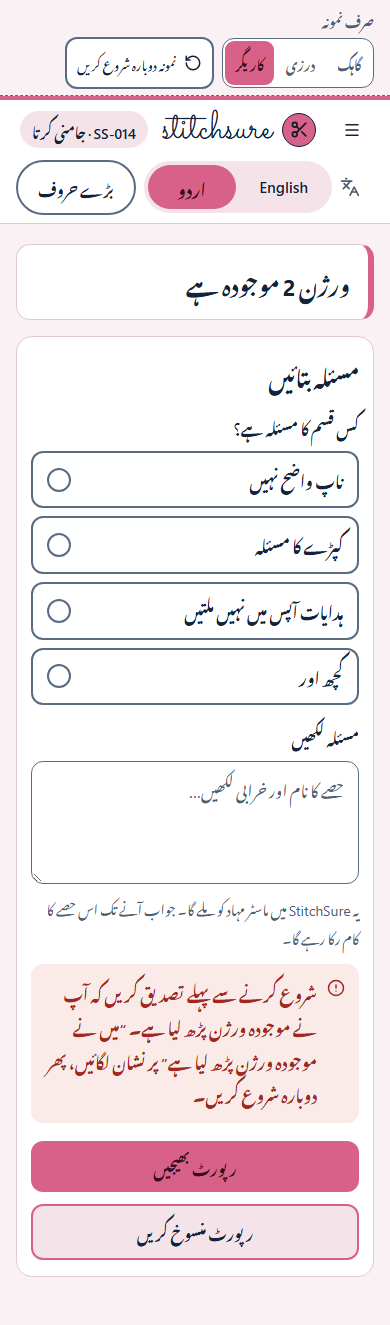 صرف نمونہ
گاہک
درزی
کاریگر
نمونہ دوبارہ شروع کریں
stitchsure
SS-014 · جامنی کرتا
English
اردو
بڑے حروف
ورژن 2 موجودہ ہے
مسئلہ بتائیں
کس قسم کا مسئلہ ہے؟
ناپ واضح نہیں
کپڑے کا مسئلہ
ہدایات آپس میں نہیں ملتیں
کچھ اور
مسئلہ لکھیں
حصے کا نام اور خرابی لکھیں...
یہ StitchSure میں ماسٹر مہاد کو ملے گا۔ جواب آنے تک اس حصے کا
کام رکا رہے گا۔
شروع کرنے سے پہلے تصدیق کریں کہ آپ
نے موجودہ ورژن پڑھ لیا ہے۔ “میں نے
موجودہ ورژن پڑھ لیا ہے” پر نشان لگائیں، پھر
دوبارہ شروع کریں۔
رپورٹ بھیجیں
رپورٹ منسوخ کریں